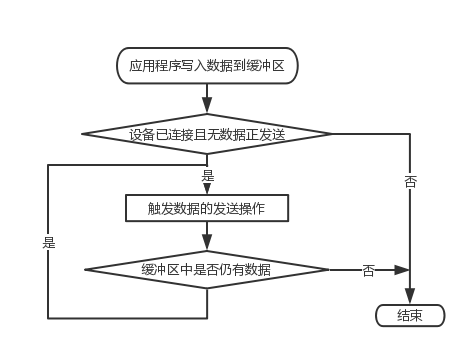 应用程序写入数据到缓冲区
设备已连接且无数据正发送
是
否
触发数据的发送操作
是
缓冲区中是否仍有数据
否
结束